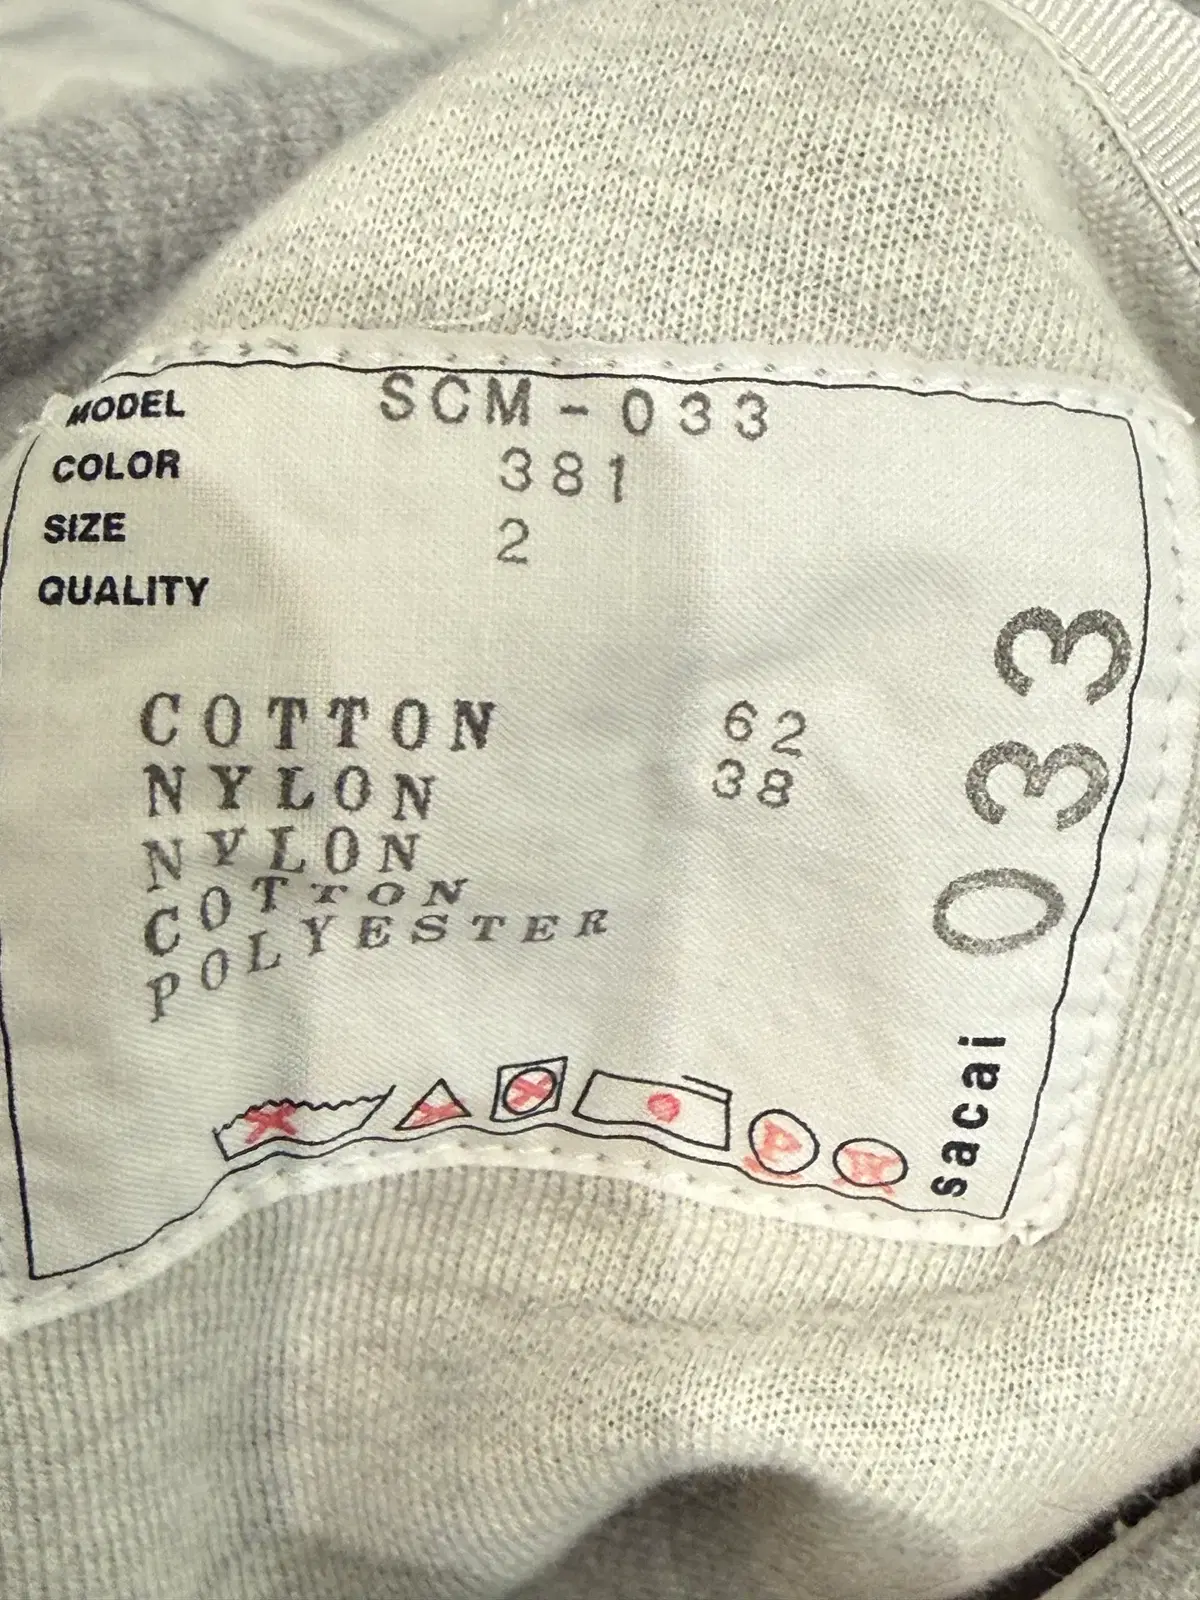 MODEL SCM-033
COLOR 381
SIZE 2
QUALITY
COTTON 62
NYLON 38
NYLON
COTTON
POLYESTER
sacai 033